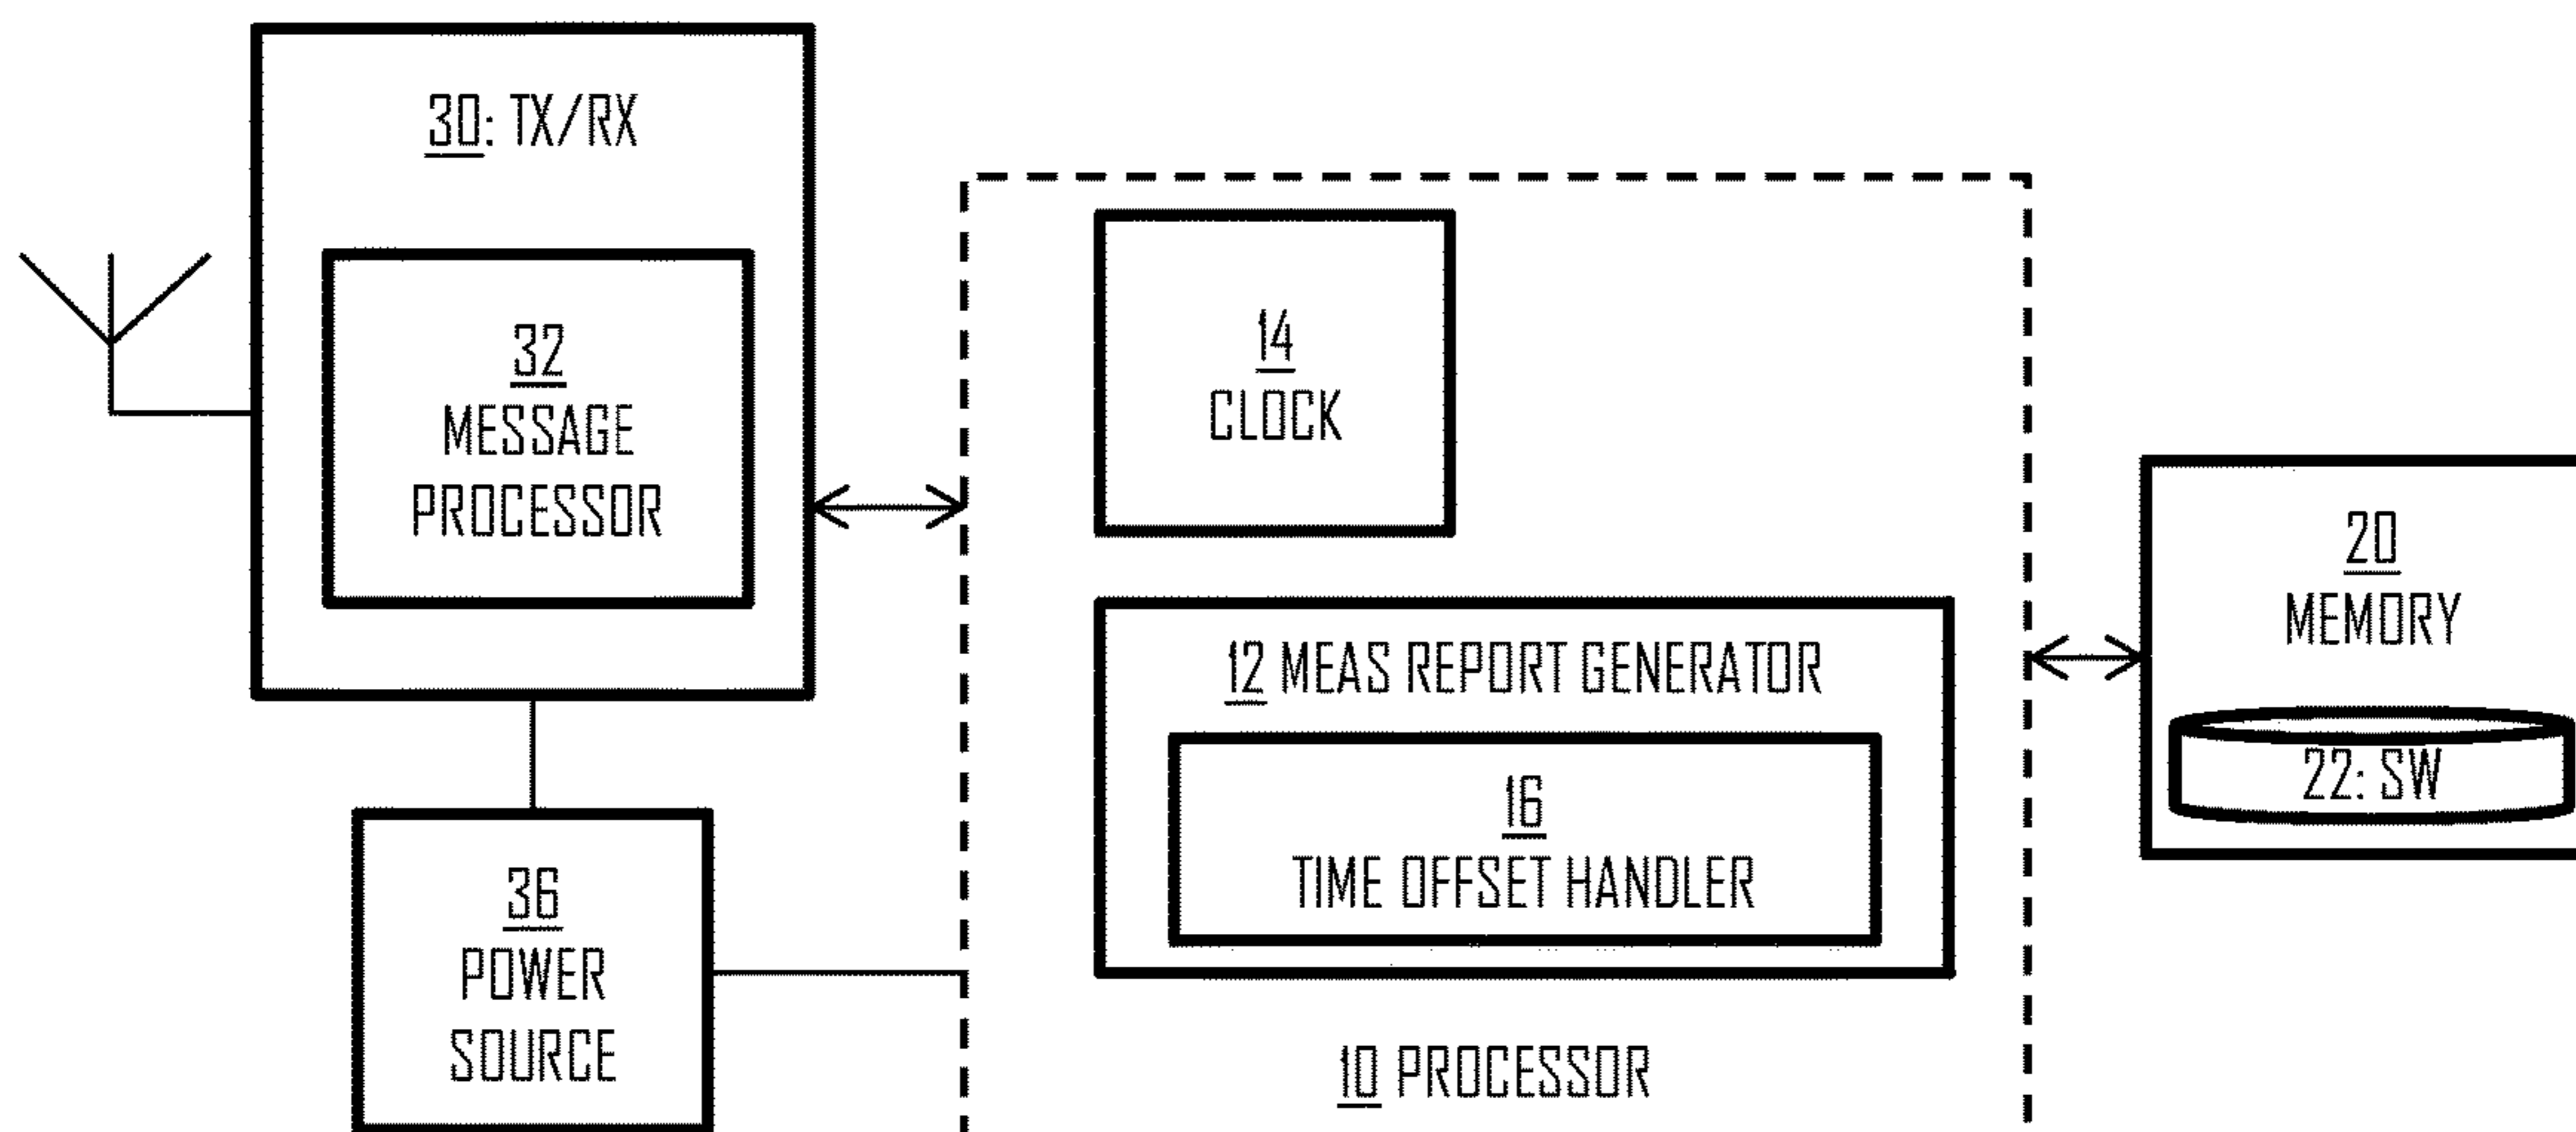 30: TX/RX
32
MESSAGE
PROCESSOR
14
CLOCK
12 MEAS REPORT GENERATOR
16
TIME OFFSET HANDLER
10 PROCESSOR
20
MEMORY
22: SW
36
POWER
SOURCE